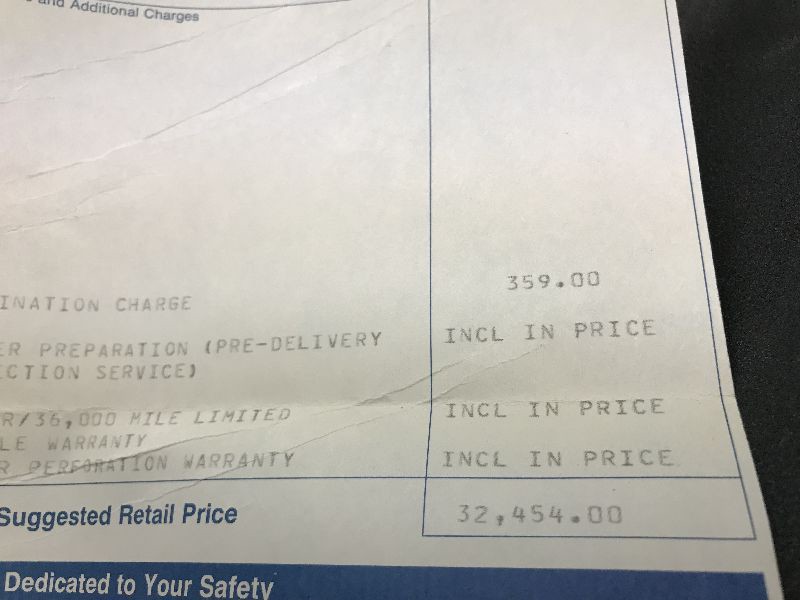 and Additional Charges
INATION CHARGE 359.00
ER PREPARATION (PRE-DELIVERY INCL IN PRICE
CTION SERVICE)
R/36,000 MILE LIMITED INCL IN PRICE
LE WARRANTY
R PERFORATION WARRANTY INCL IN PRICE
Suggested Retail Price 32,454.00
Dedicated to Your Safety